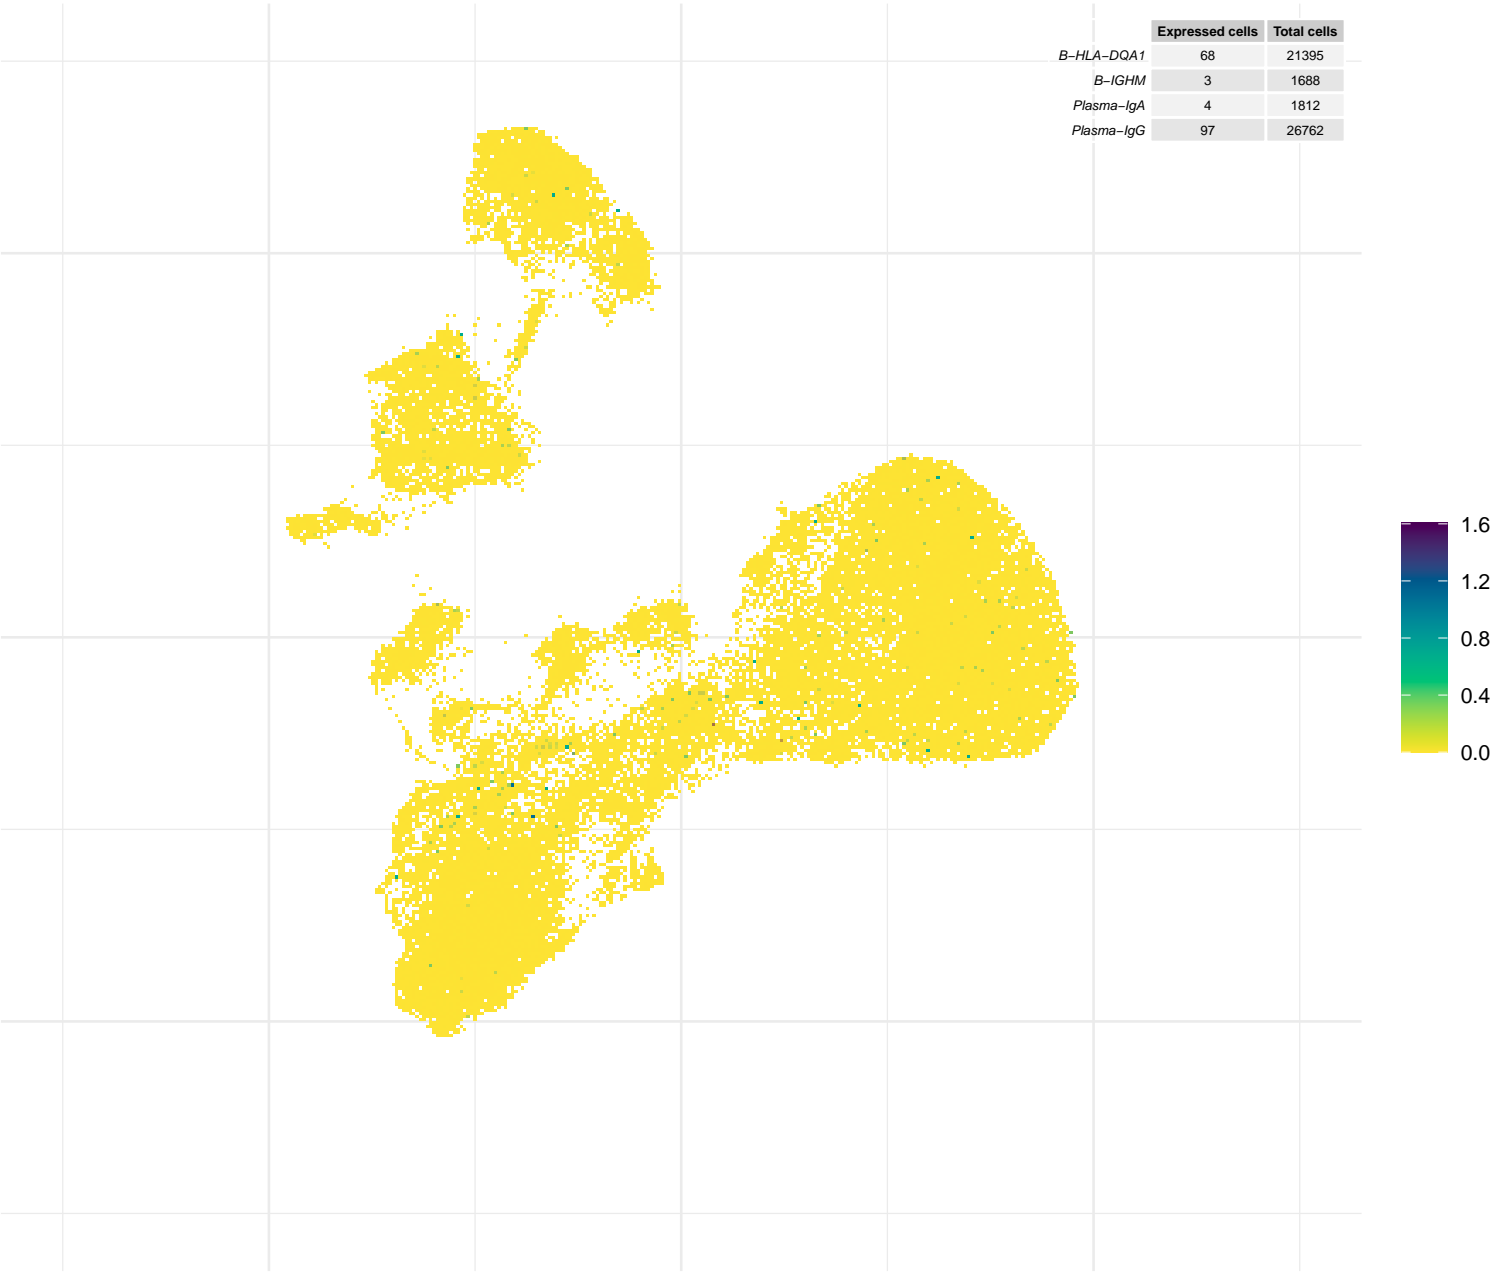 Expressed cells Total cells
B−HLA−DQA1 68 21395
B−IGHM 3 1688
Plasma−IgA 4 1812
Plasma−IgG 97 26762
1.6
1.2
0.8
0.4
0.0